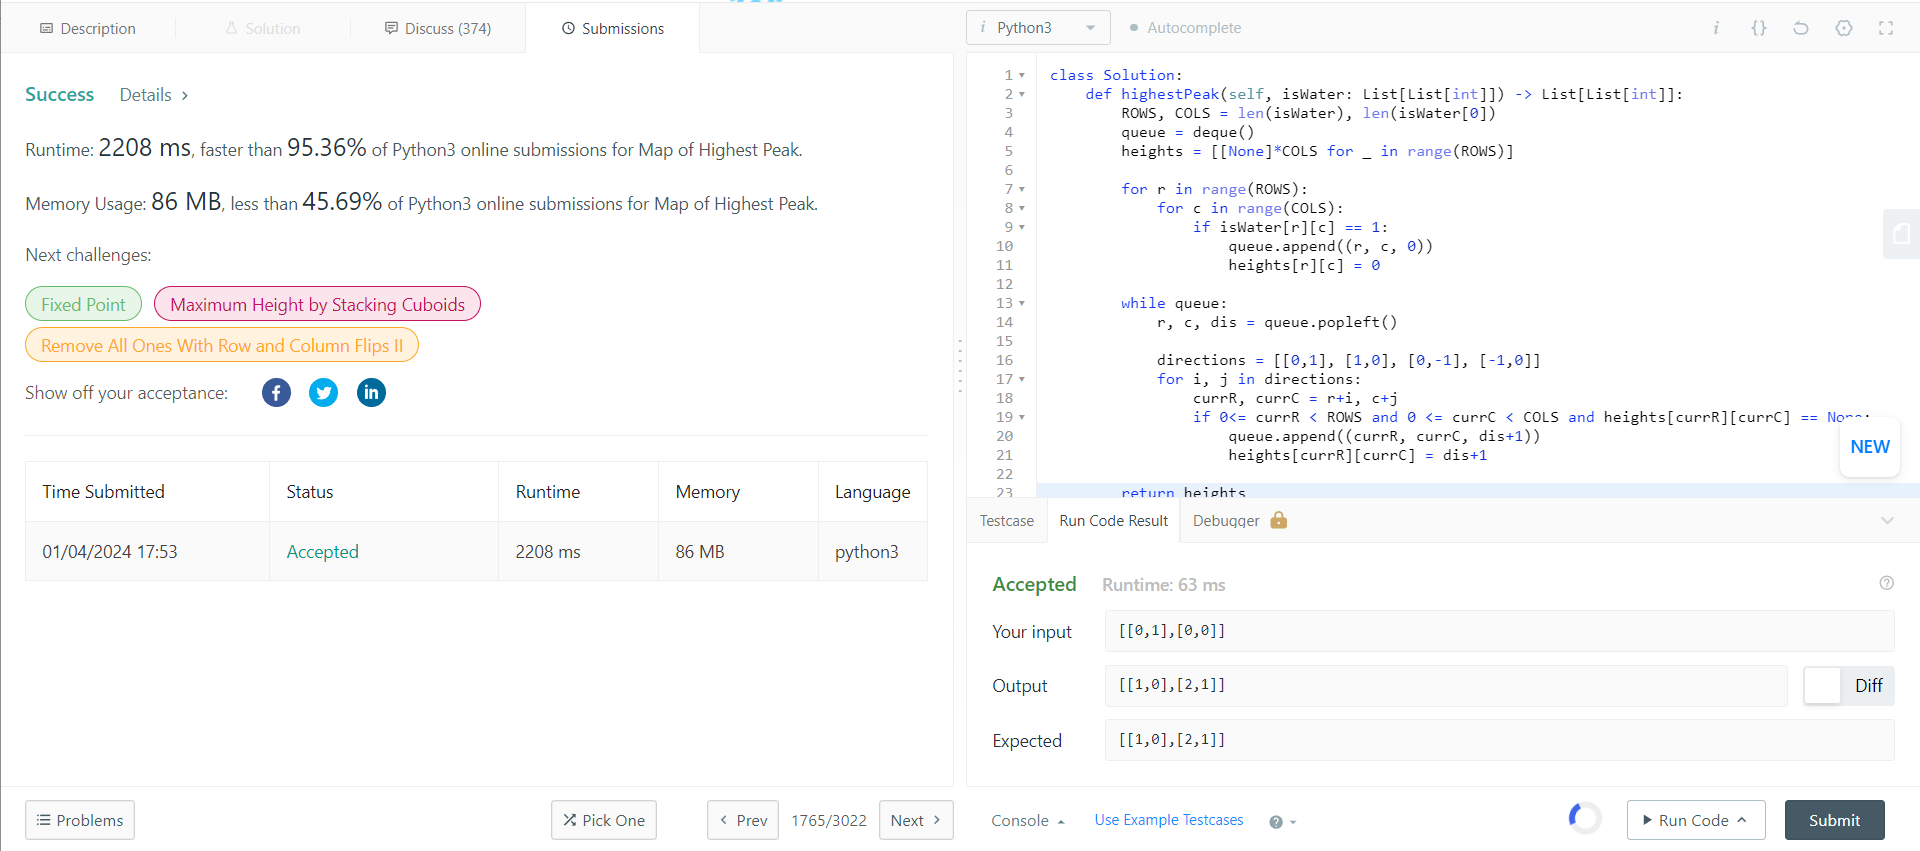 Description
Solution
Discuss (374)
Submissions
Success Details
Runtime: 2208 ms, faster than 95.36% of Python3 online submissions for Map of Highest Peak.
Memory Usage: 86 MB, less than 45.69% of Python3 online submissions for Map of Highest Peak.
Next challenges:
Fixed Point Maximum Height by Stacking Cuboids
Remove All Ones With Row and Column Flips II
Show off your acceptance:
Time Submitted Status Runtime Memory Language
01/04/2024 17:53 Accepted 2208 ms 86 MB python3
Problems
Pick One
Prev
1765/3022
Next
Python3
Autocomplete
1 class Solution:
2 def highestPeak(self, isWater: List[List[int]]) -> List[List[int]]:
3 ROWS, COLS = len(isWater), len(isWater[0])
4 queue = deque()
5 heights = [[None]*COLS for _ in range(ROWS)]
6
7 for r in range(ROWS):
8 for c in range(COLS):
9 if isWater[r][c] == 1:
10 queue.append((r, c, 0))
11 heights[r][c] = 0
12
13 while queue:
14 r, c, dis = queue.popleft()
15
16 directions = [[0,1], [1,0], [0,-1], [-1,0]]
17 for i, j in directions:
18 currR, currC = r+i, c+j
19 if 0<= currR < ROWS and 0 <= currC < COLS and heights[currR][currC] == None:
20 queue.append((currR, currC, dis+1))
21 heights[currR][currC] = dis+1
22
23 return heights
NEW
Testcase
Run Code Result
Debugger
Accepted Runtime: 63 ms
Your input [[0,1],[0,0]]
Output [[1,0],[2,1]] Diff
Expected [[1,0],[2,1]]
Console
Use Example Testcases
Run Code
Submit